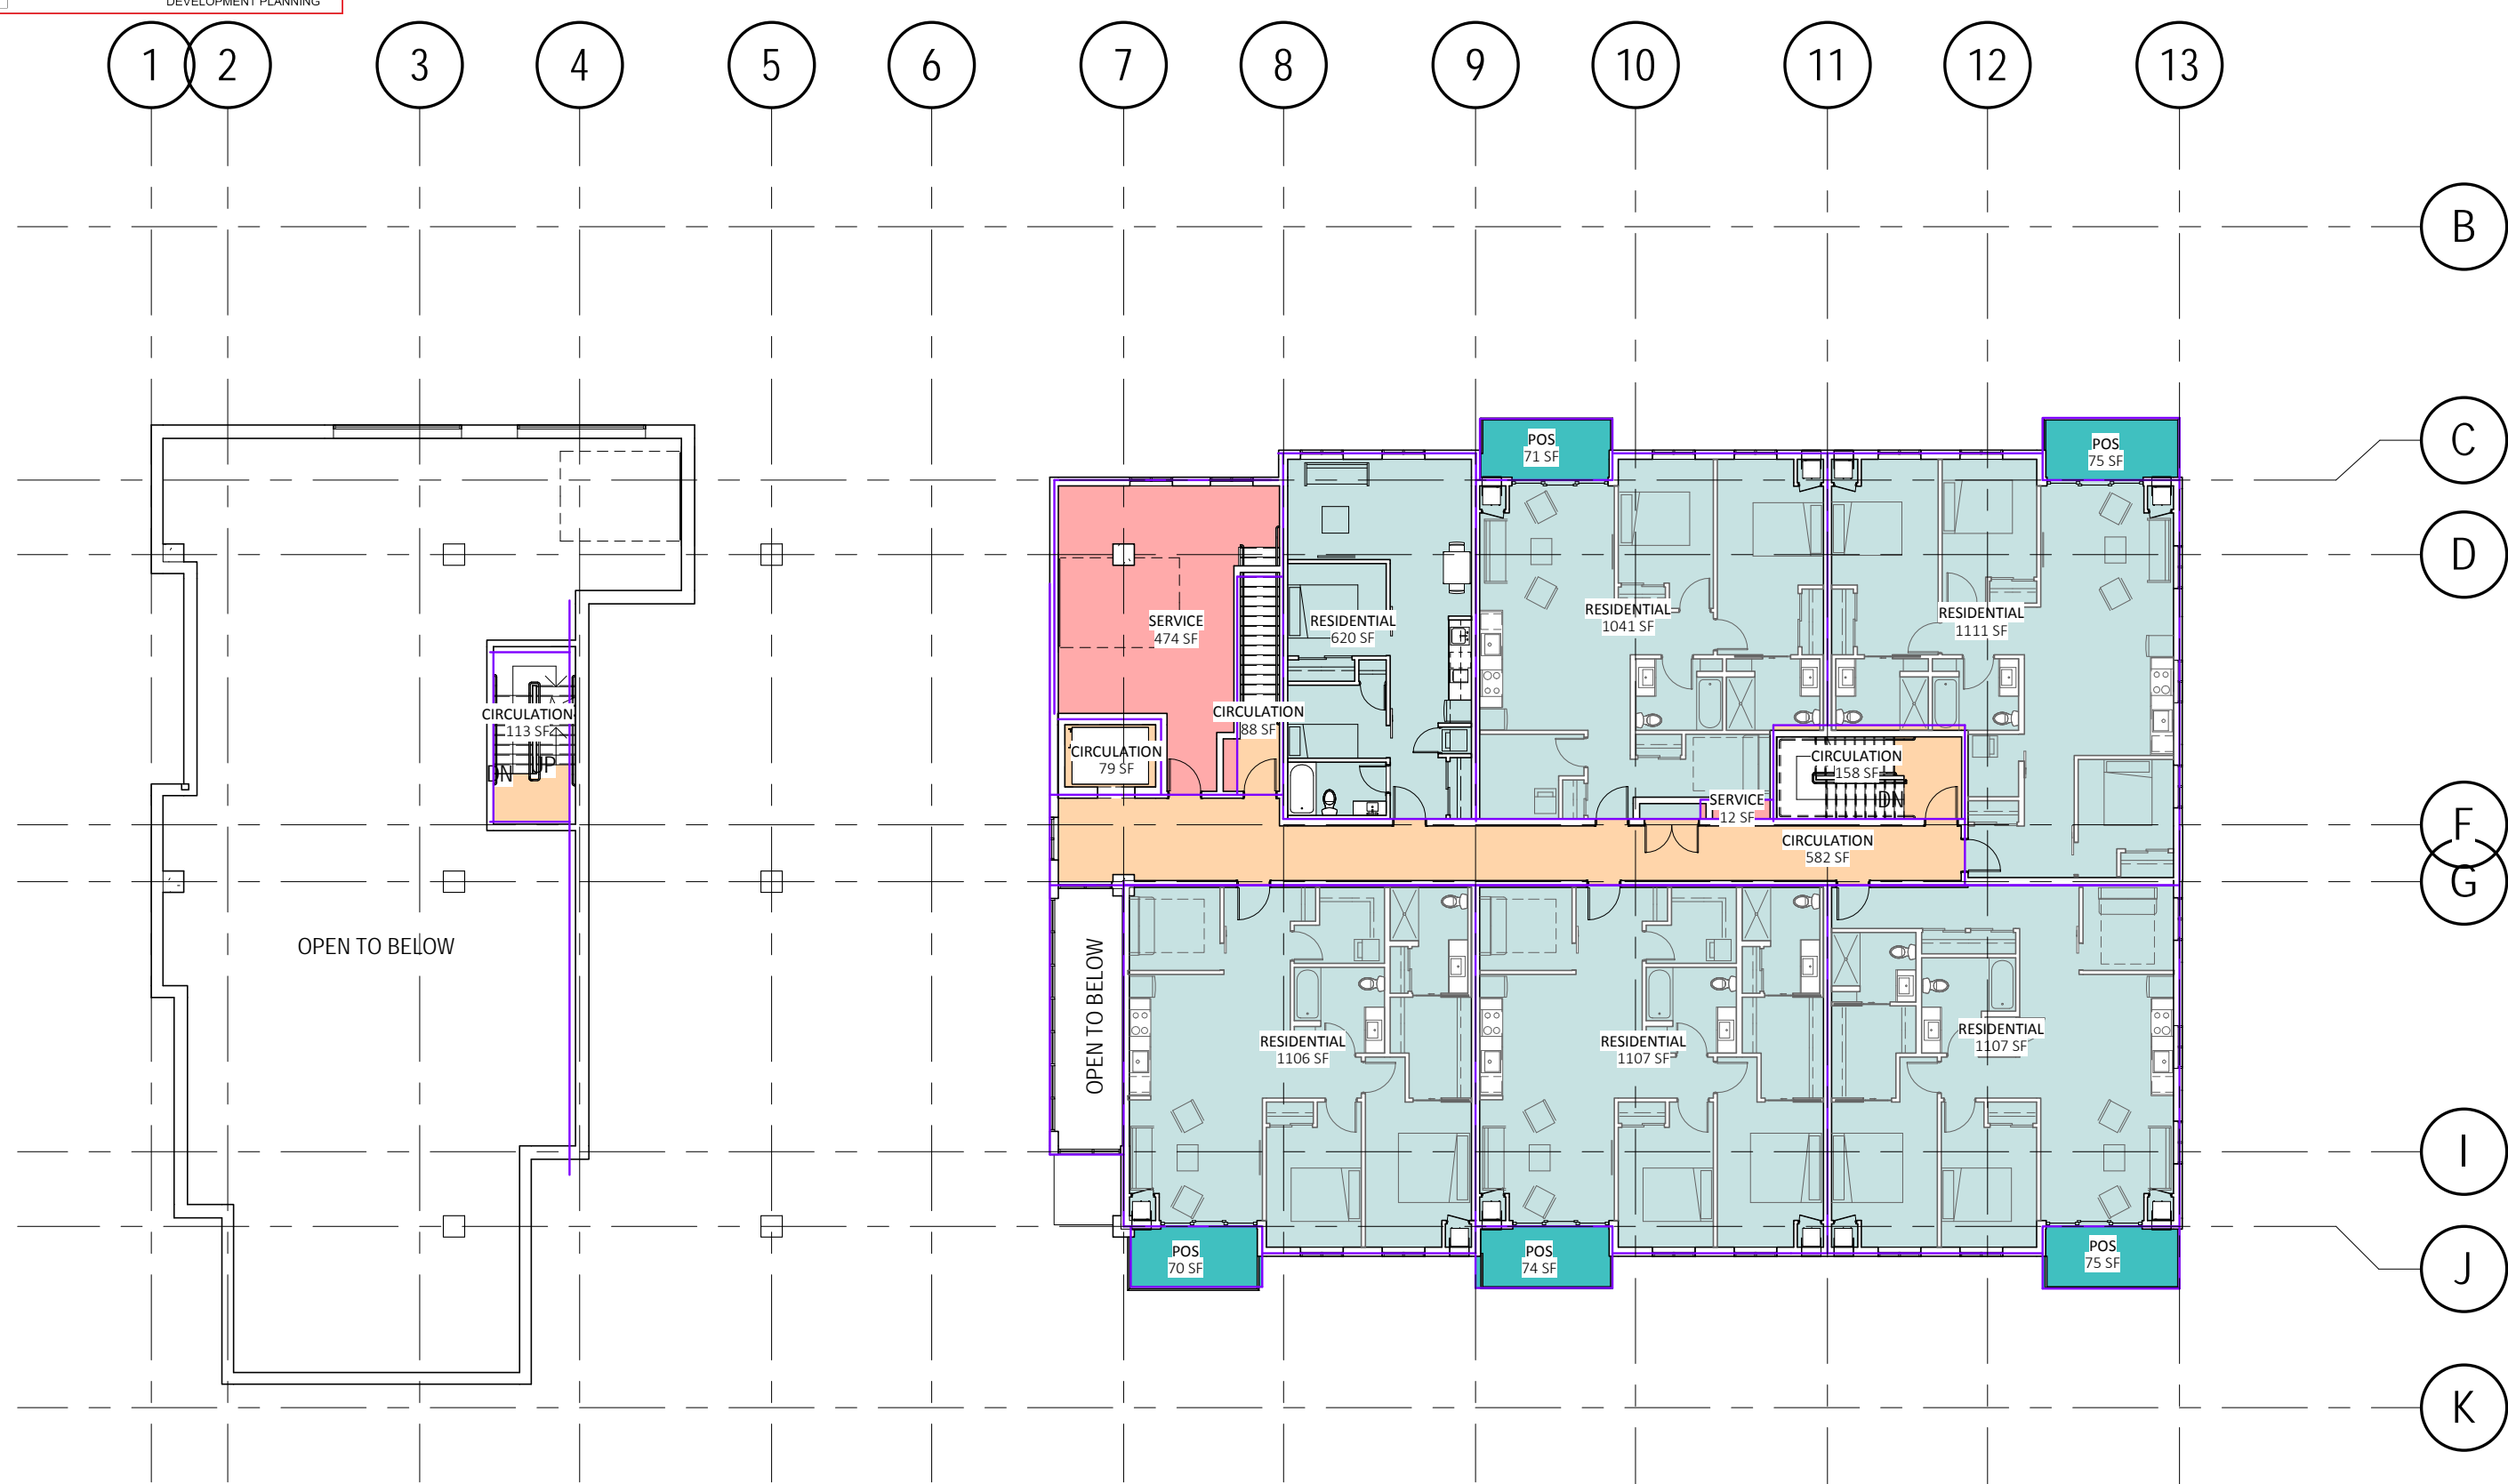 DEVELOPMENT PLANNING
1
2
3
4
5
6
7
8
9
10
11
12
13
B
C
D
F
G
I
J
K
POS
71 SF
POS
75 SF
SERVICE
474 SF
RESIDENTIAL
620 SF
RESIDENTIAL
1041 SF
RESIDENTIAL
1111 SF
CIRCULATION
113 SF
DN
UP
CIRCULATION
88 SF
CIRCULATION
79 SF
CIRCULATION
158 SF
DN
SERVICE
12 SF
CIRCULATION
582 SF
OPEN TO BELOW
OPEN TO BELOW
RESIDENTIAL
1106 SF
RESIDENTIAL
1107 SF
RESIDENTIAL
1107 SF
POS
70 SF
POS
74 SF
POS
75 SF